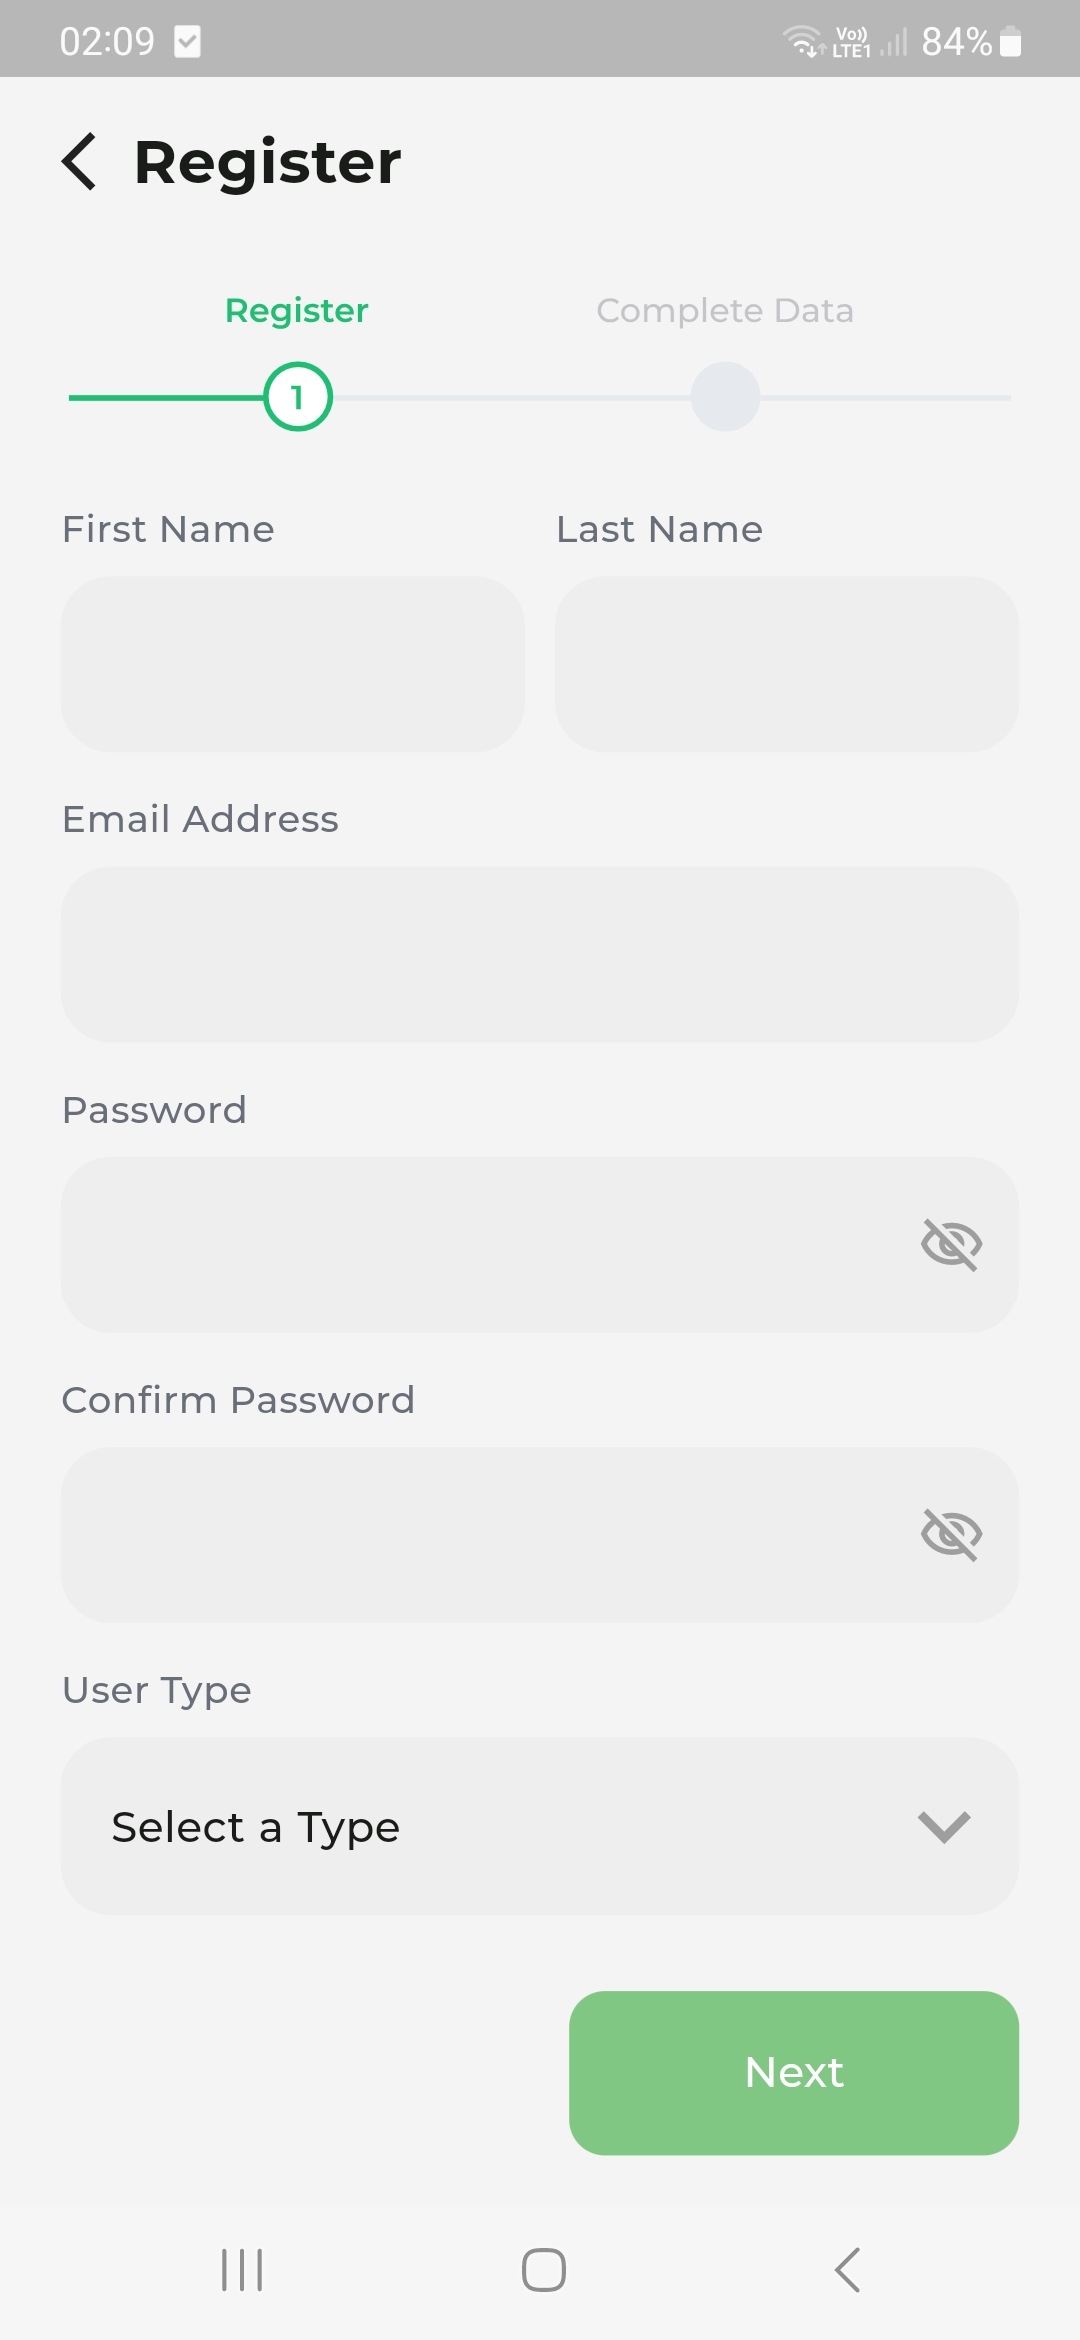 02:09 Vo)) LTE1 84%
Register
Register Complete Data
1
First Name Last Name
Email Address
Password
Confirm Password
User Type
Select a Type
Next